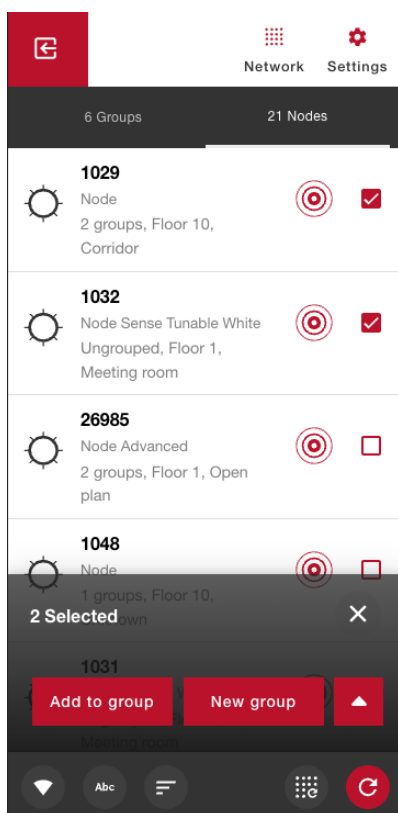 Network Settings
6 Groups 21 Nodes
1029
Node
2 groups, Floor 10,
Corridor
1032
Node Sense Tunable White
Ungrouped, Floor 1,
Meeting room
26985
Node Advanced
2 groups, Floor 1, Open
plan
1048
Node
1 groups, Floor 10,
2 Selected
1031
Add to group New group
Meeting room
Abc